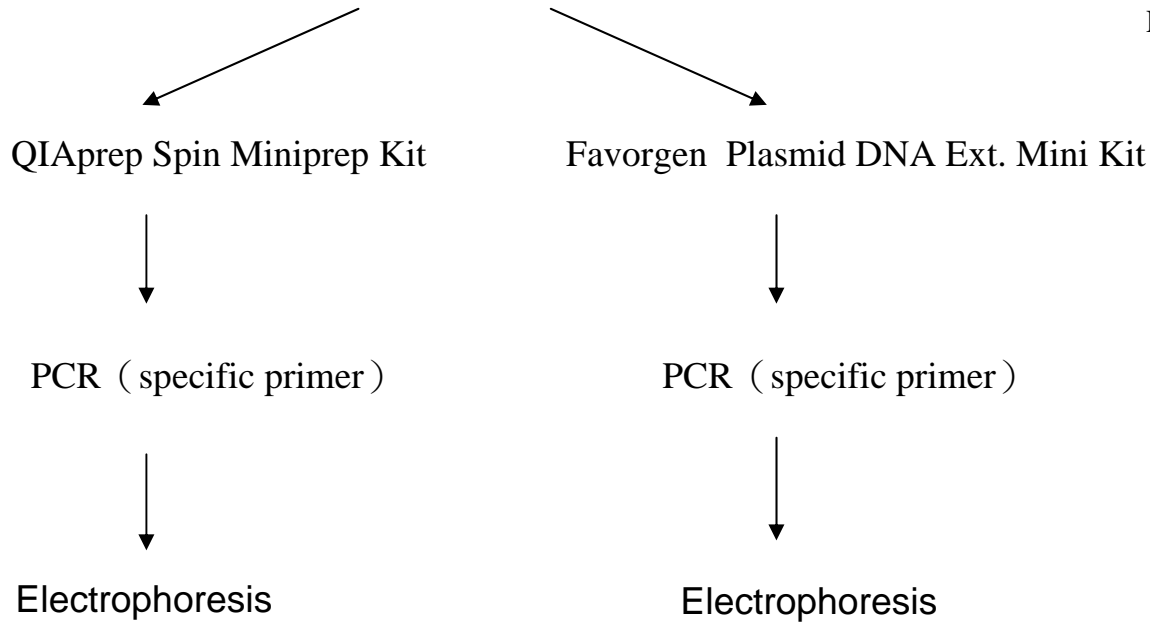 QIAprep Spin Miniprep Kit
Favorgen Plasmid DNA Ext. Mini Kit
PCR（specific primer）
PCR（specific primer）
Electrophoresis
Electrophoresis